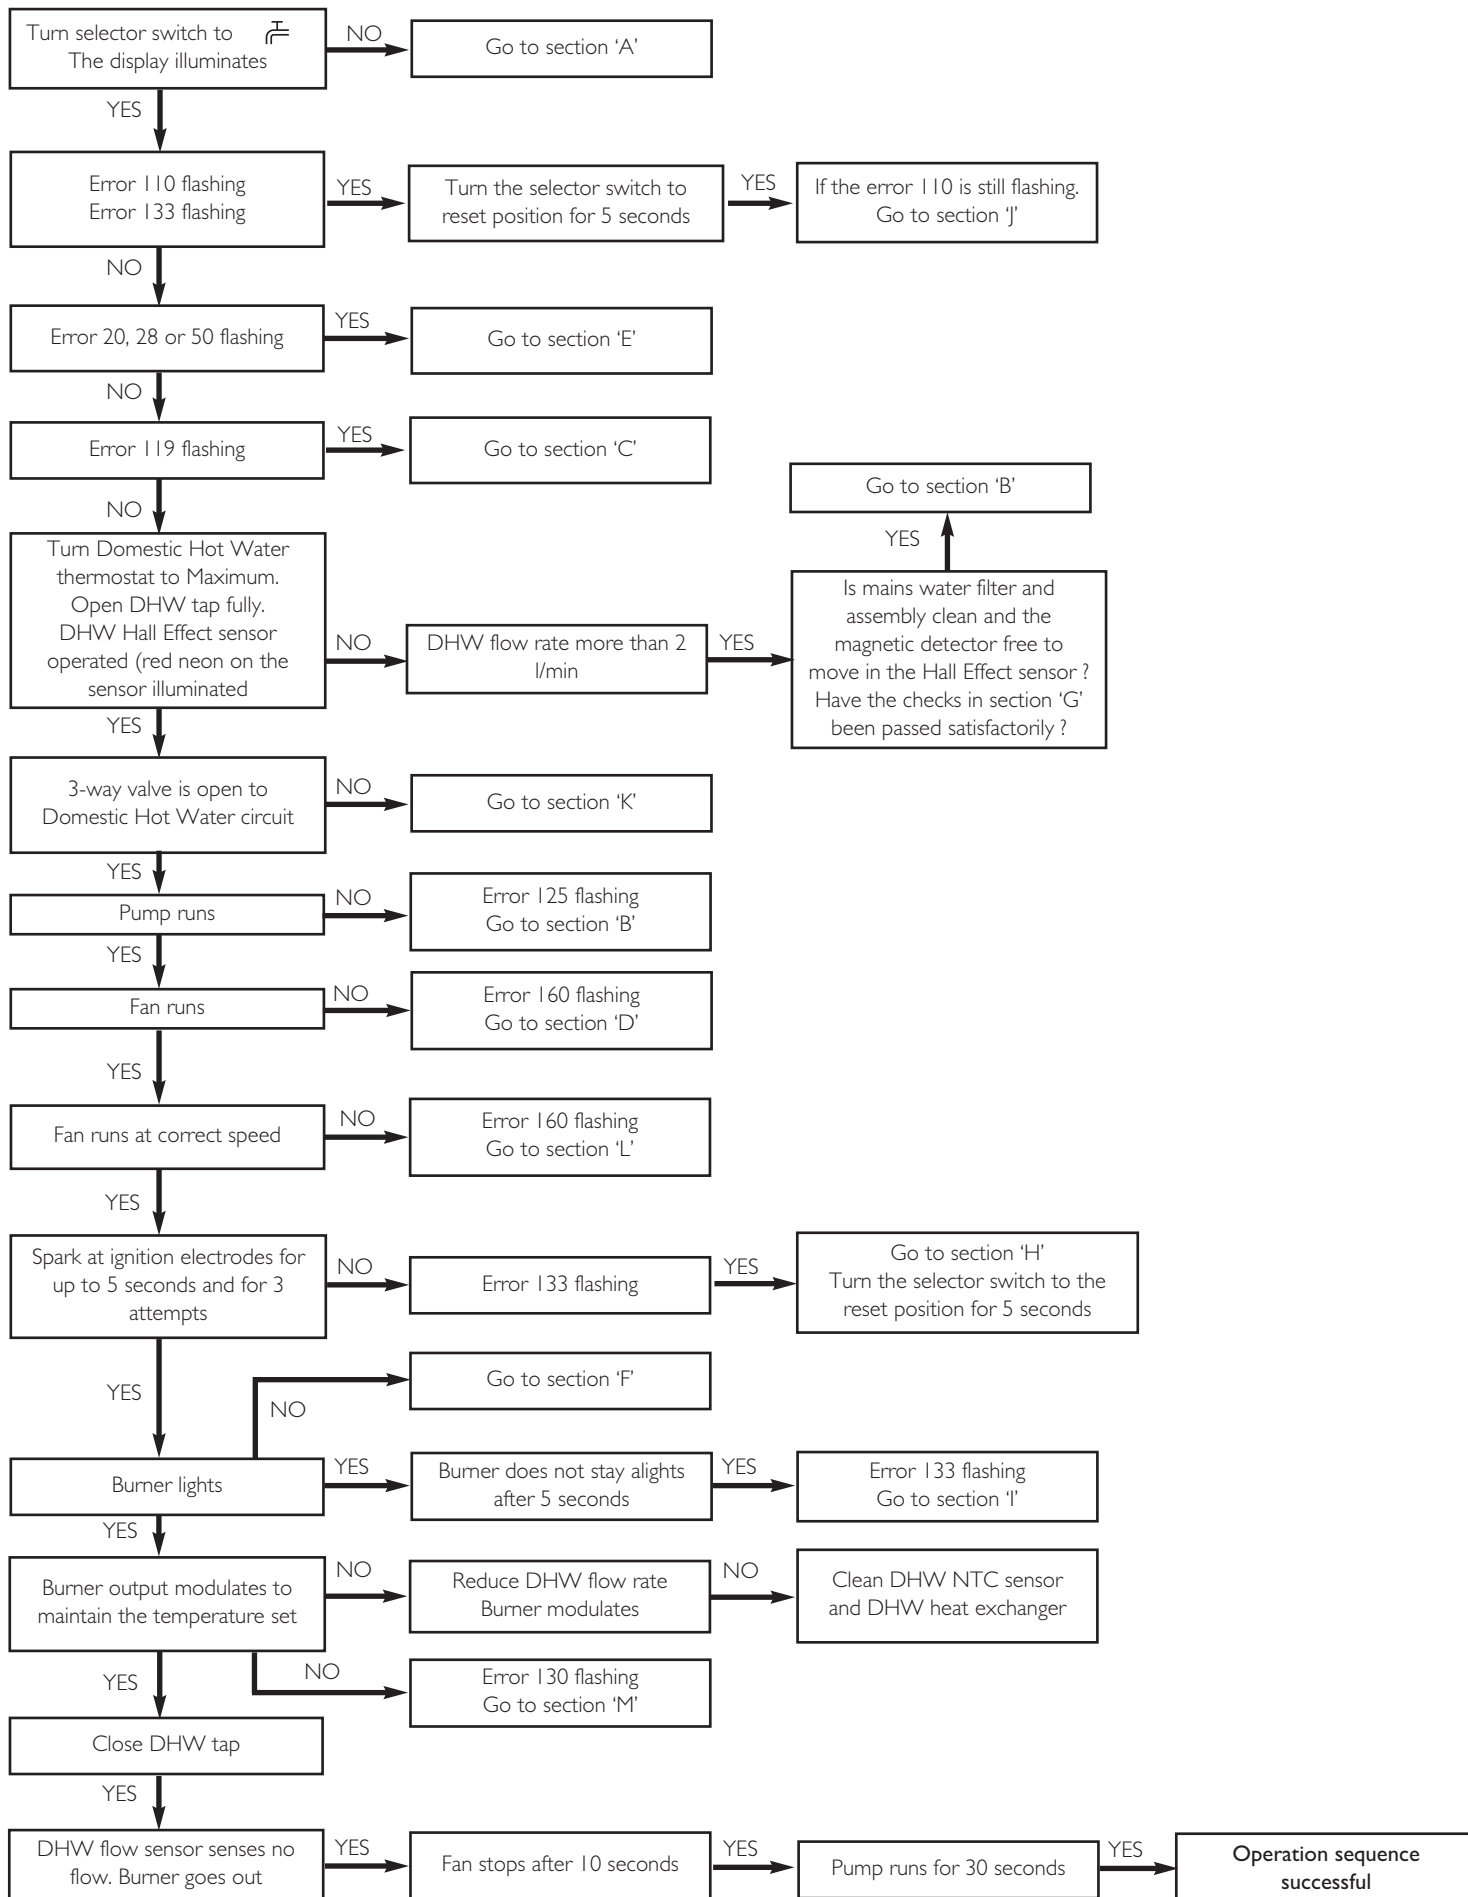 Turn selector switch to
The display illuminates
NO
Go to section ‘A’
YES
Error 110 flashing
Error 133 flashing
YES
Turn the selector switch to
reset position for 5 seconds
YES
If the error 110 is still flashing.
Go to section ‘J’
NO
Error 20, 28 or 50 flashing
YES
Go to section ‘E’
NO
Error 119 flashing
YES
Go to section ‘C’
NO
Turn Domestic Hot Water
thermostat to Maximum.
Open DHW tap fully.
DHW Hall Effect sensor
operated (red neon on the
sensor illuminated
NO
DHW flow rate more than 2
l/min
YES
Is mains water filter and
assembly clean and the
magnetic detector free to
move in the Hall Effect sensor ?
Have the checks in section ‘G’
been passed satisfactorily ?
YES
Go to section ‘B’
YES
3-way valve is open to
Domestic Hot Water circuit
NO
Go to section ‘K’
YES
Pump runs
NO
Error 125 flashing
Go to section ‘B’
YES
Fan runs
NO
Error 160 flashing
Go to section ‘D’
YES
Fan runs at correct speed
NO
Error 160 flashing
Go to section ‘L’
YES
Spark at ignition electrodes for
up to 5 seconds and for 3
attempts
NO
Error 133 flashing
YES
Go to section ‘H’
Turn the selector switch to the
reset position for 5 seconds
YES
NO
Go to section ‘F’
Burner lights
YES
Burner does not stay alights
after 5 seconds
YES
Error 133 flashing
Go to section ‘I’
YES
Burner output modulates to
maintain the temperature set
NO
Reduce DHW flow rate
Burner modulates
NO
Clean DHW NTC sensor
and DHW heat exchanger
YES
NO
Error 130 flashing
Go to section ‘M’
Close DHW tap
YES
DHW flow sensor senses no
flow. Burner goes out
YES
Fan stops after 10 seconds
YES
Pump runs for 30 seconds
YES
Operation sequence
successful